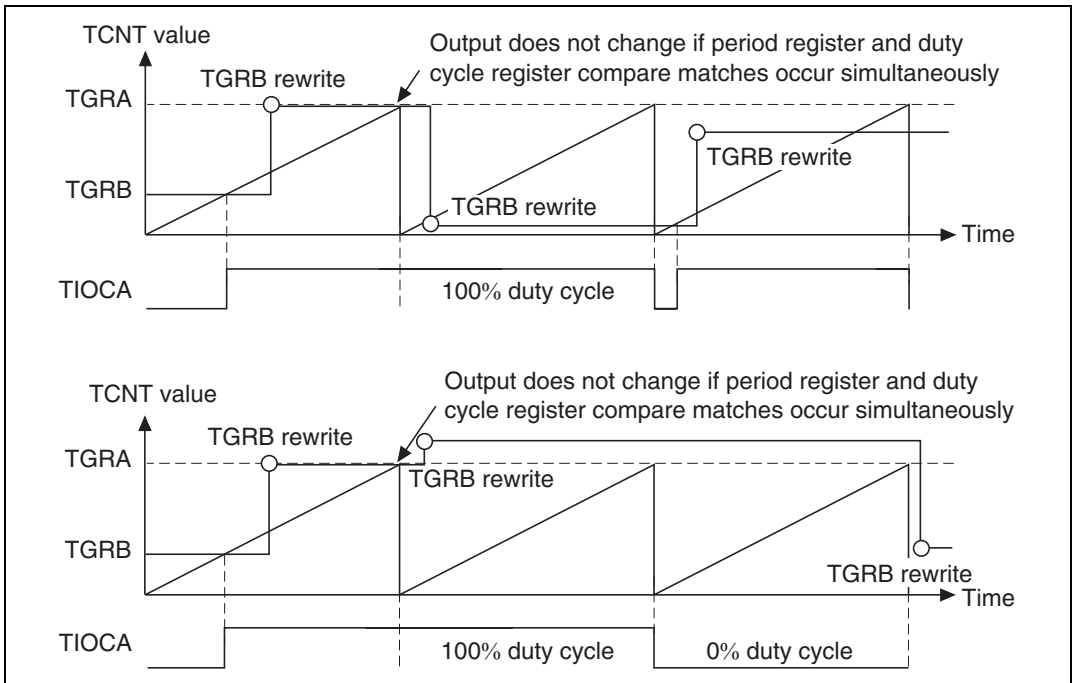 TCNT value
Output does not change if period register and duty
cycle register compare matches occur simultaneously
TGRB rewrite
TGRA
TGRB rewrite
TGRB
TGRB rewrite
Time
TIOCA
100% duty cycle
Output does not change if period register and duty
TCNT value
cycle register compare matches occur simultaneously
TGRB rewrite
TGRA
TGRB rewrite
TGRB
TGRB rewrite
Time
TIOCA
100% duty cycle
0% duty cycle